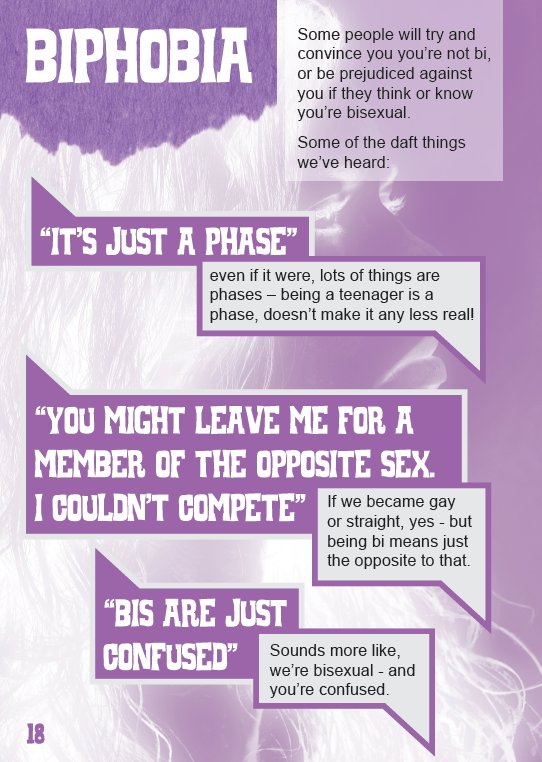 BIPHOBIA
Some people will try and
convince you you’re not bi,
or be prejudiced against
you if they think or know
you’re bisexual.
Some of the daft things
we’ve heard:
“IT’S JUST A PHASE”
even if it were, lots of things are
phases – being a teenager is a
phase, doesn’t make it any less real!
“YOU MIGHT LEAVE ME FOR A
MEMBER OF THE OPPOSITE SEX.
I COULDN’T COMPETE”
If we became gay
or straight, yes - but
being bi means just
the opposite to that.
“BIS ARE JUST
CONFUSED”
Sounds more like,
we’re bisexual - and
you’re confused.
18